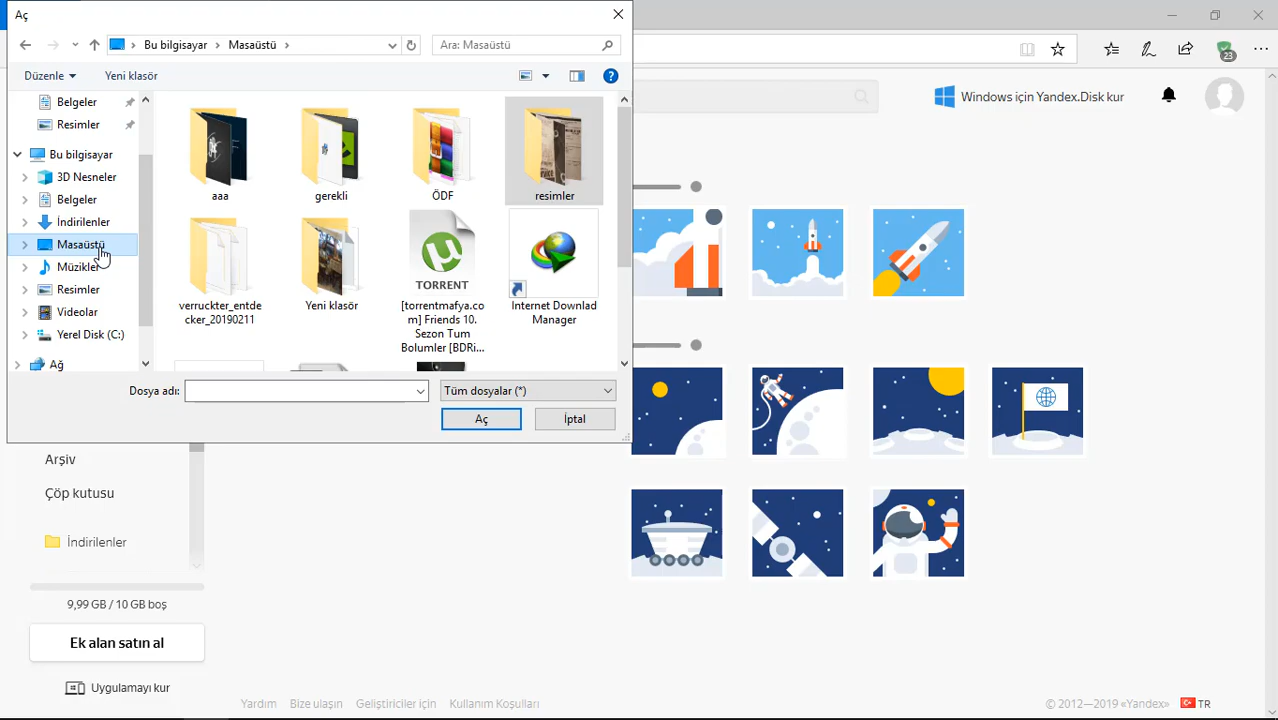 Aç
Bu bilgisayar
Masaüstü
Ara: Masaüstü
23
Düzenle
Yeni klasör
?
Belgeler
Resimler
Bu bilgisayar
3D Nesneler
Belgeler
İndirilenler
Masaüstü
Müzikler
Resimler
Videolar
Yerel Disk (C:)
Ağ
aaa
gerekli
ÖDF
resimler
verruckter_entde
cker_20190211
Yeni klasör
TORRENT
[torrentmafya.co
m] Friends 10.
Sezon Tum
Bolumler [BDRi...
Internet Downlad
Manager
Dosya adı:
Tüm dosyalar (*)
Aç
İptal
Windows için Yandex.Disk kur
Arşiv
Çöp kutusu
İndirilenler
9,99 GB / 10 GB boş
Ek alan satın al
Uygulamayı kur
Yardım
Bize ulaşın
Geliştiriciler için
Kullanım Koşulları
© 2012—2019 «Yandex»
TR